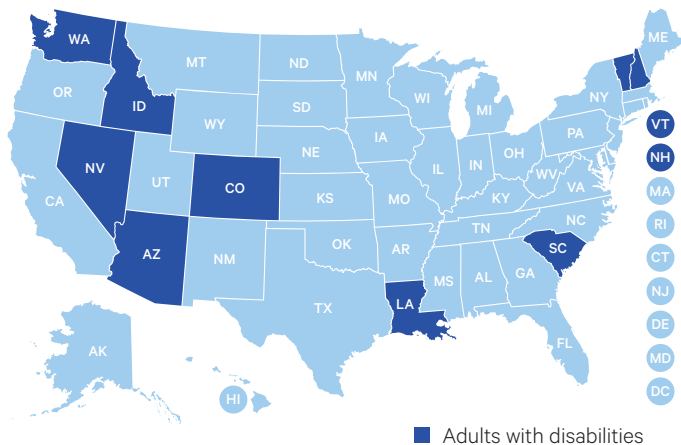 WA
MT
ND
MN
ME
OR
ID
SD
WI
MI
NY
WY
VT
NV
NE
IA
PA
NH
UT
CO
IL
IN
OH
CA
KS
MO
WV
VA
MA
KY
RI
AZ
NM
OK
AR
TN
NC
CT
SC
TX
LA
MS
AL
GA
NJ
AK
FL
DE
HI
MD
DC
Adults with disabilities